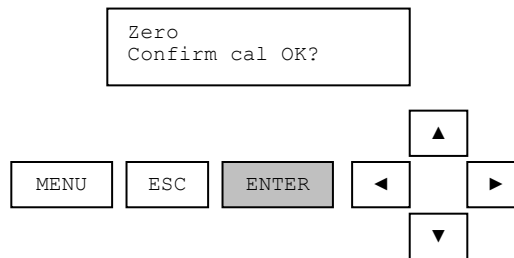 Zero
Confirm cal OK?
▲
MENU ESC ENTER ◄ ►
▼